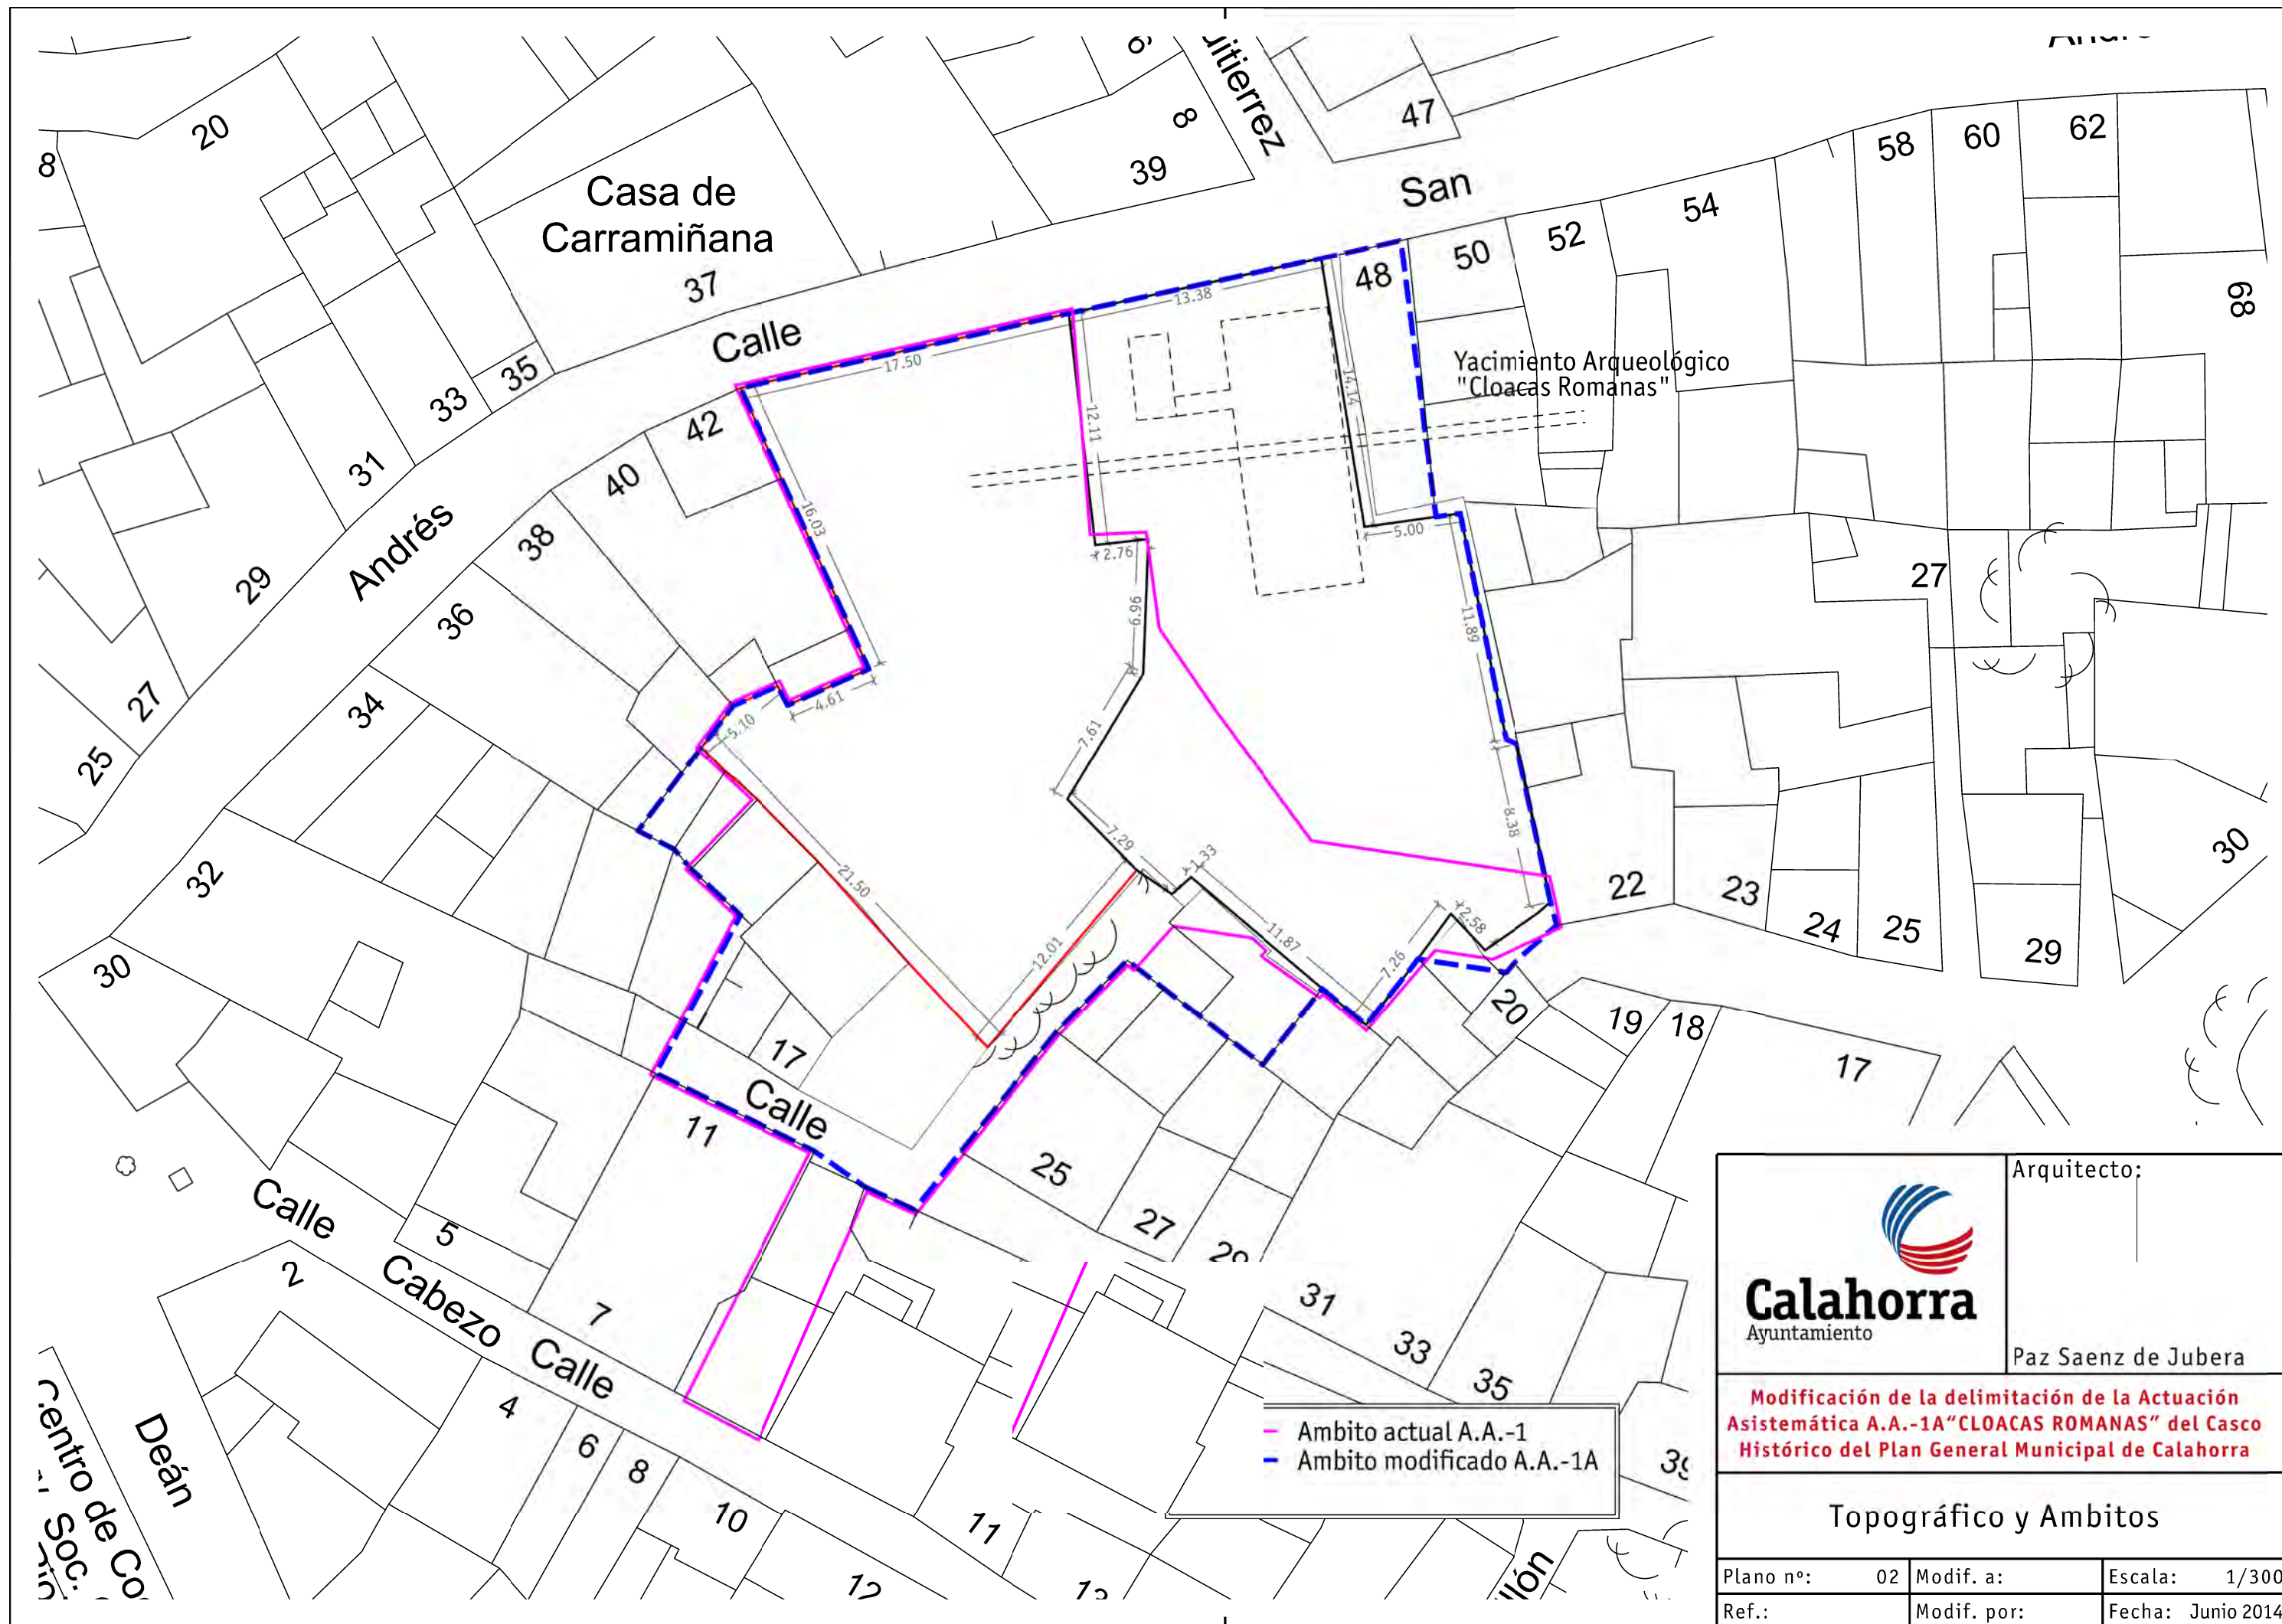 20
8
Casa de
Carramiñana
37
8
39
47
San
48
50
52
54
58
60
62
68
Calle
35
33
31
29
27
25
42
40
38
36
34
32
30
Andrés
13.38
17.50
12.11
14.14
16.03
2.76
5.00
6.96
11.89
4.61
5.10
7.61
7.29
1.33
8.38
21.50
12.01
11.87
2.58
7.26
Yacimiento Arqueológico
"Cloacas Romanas"
27
22
23
24
25
29
30
20
19
18
17
17
Calle
11
25
27
31
33
35
Calle
Cabezo
Calle
5
7
2
4
6
8
10
11
12
Deán
Centro de
Soc.
Ambito actual A.A.-1
Ambito modificado A.A.-1A
Calahorra
Ayuntamiento
Arquitecto:
Paz Saenz de Jubera
Modificación de la delimitación de la Actuación
Asistemática A.A.-1A“CLOACAS ROMANAS” del Casco
Histórico del Plan General Municipal de Calahorra
Topográfico y Ambitos
Plano nº: 02 Modif. a: Escala: 1/300
Ref.: Modif. por: Fecha: Junio 2014